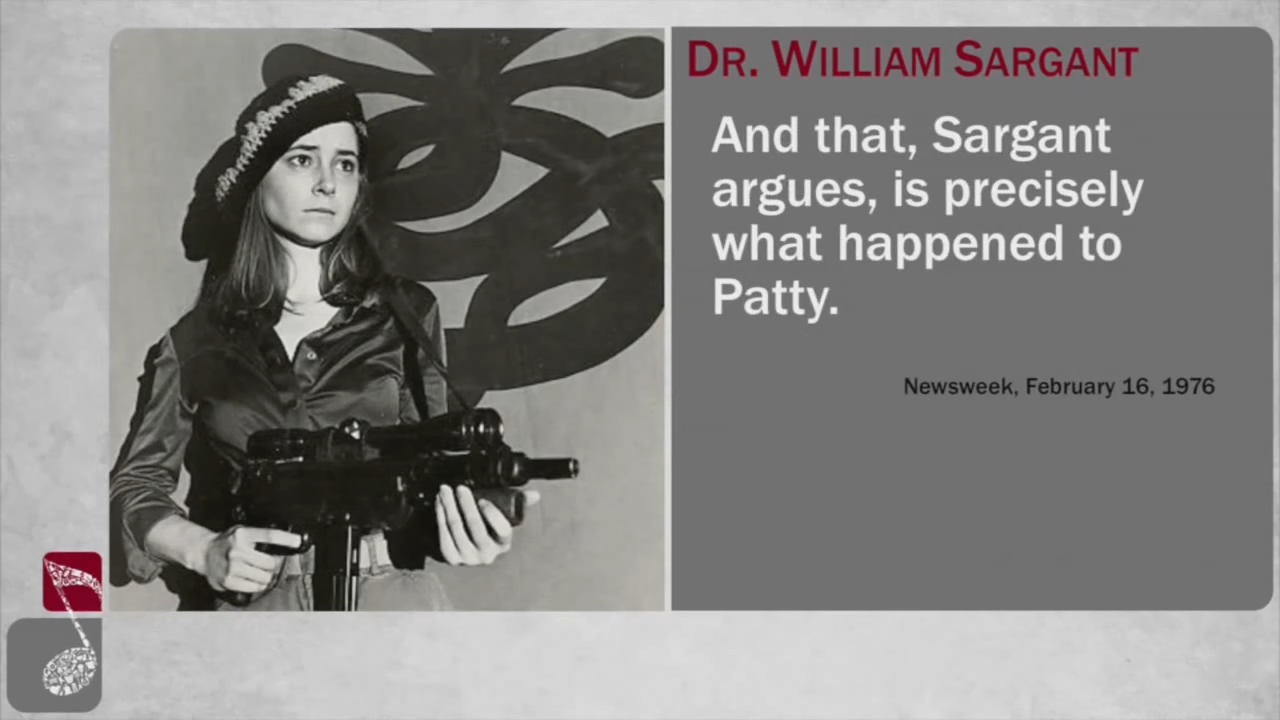 DR. WILLIAM SARGANT
And that, Sargant
argues, is precisely
what happened to
Patty.
Newsweek, February 16, 1976